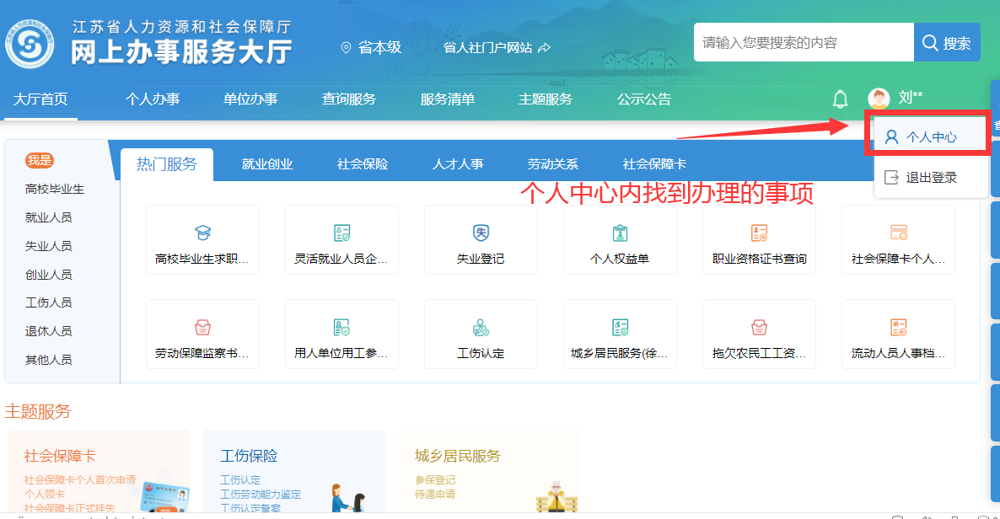 江苏省人力资源和社会保障厅
网上办事服务大厅
省本级
省人社门户网站
请输入您要搜索的内容
搜索
大厅首页 个人办事 单位办事 查询服务 服务清单 主题服务 公示公告
刘**
个人中心
退出登录
我是
高校毕业生
就业人员
失业人员
创业人员
工伤人员
退休人员
其他人员
热门服务 就业创业 社会保险 人才人事 劳动关系 社会保障卡
个人中心内找到办理的事项
高校毕业生求职... 灵活就业人员企... 失业登记 个人权益单 职业资格证书查询 社会保障卡个人...
劳动保障监察书... 用人单位用工参... 工伤认定 城乡居民服务(徐... 拖欠农民工工资... 流动人员人事档...
主题服务
社会保障卡
社会保障卡个人首次申请
个人领卡
社会保障卡正式挂失
工伤保险
工伤认定
工伤劳动能力鉴定
工伤认定备案
城乡居民服务
参保登记
待遇申请